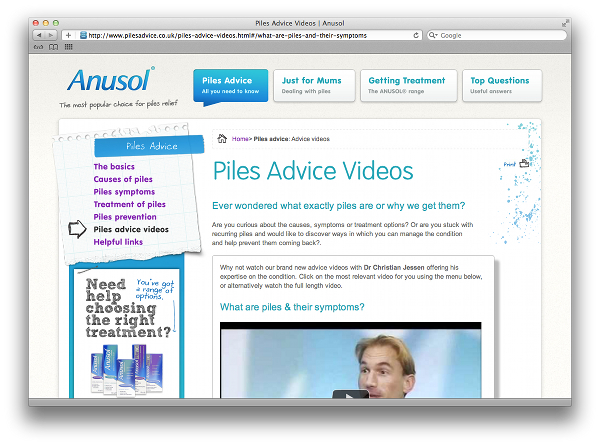 Piles Advice Videos | Anusol
http://www.pilesadvice.co.uk/piles-advice-videos.html#/what-are-piles-and-their-symptoms
Google
Anusol®
The most popular choice for piles relief
Piles Advice
All you need to know
Just for Mums
Dealing with piles
Getting Treatment
The ANUSOL® range
Top Questions
Useful answers
Piles Advice
The basics
Causes of piles
Piles symptoms
Treatment of piles
Piles prevention
Piles advice videos
Helpful links
Need help choosing the right treatment?
You've got a range of options.
Anusol
Home> Piles advice: Advice videos
Print
Piles Advice Videos
Ever wondered what exactly piles are or why we get them?
Are you curious about the causes, symptoms or treatment options? Or are you stuck with
recurring piles and would like to discover ways in which you can manage the condition
and help prevent them coming back?.
Why not watch our brand new advice videos with Dr Christian Jessen offering his
expertise on the condition. Click on the most relevant video for you using the menu below,
or alternatively watch the full length video.
What are piles & their symptoms?